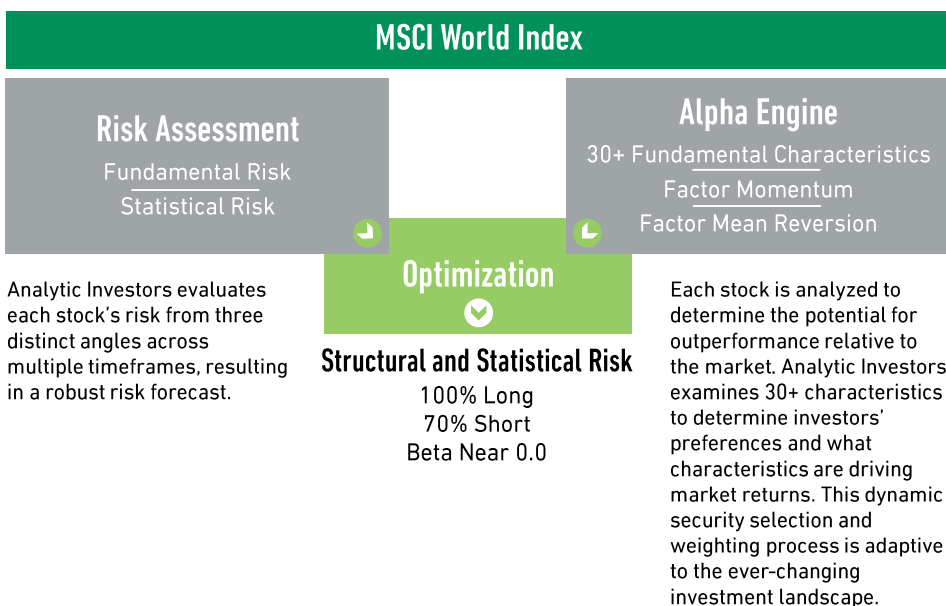 MSCI World Index
Risk Assessment
Fundamental Risk
Statistical Risk
Alpha Engine
30+ Fundamental Characteristics
Factor Momentum
Factor Mean Reversion
Optimization
Analytic Investors evaluates
each stock’s risk from three
distinct angles across
multiple timeframes, resulting
in a robust risk forecast.
Structural and Statistical Risk
100% Long
70% Short
Beta Near 0.0
Each stock is analyzed to
determine the potential for
outperformance relative to
the market. Analytic Investors
examines 30+ characteristics
to determine investors’
preferences and what
characteristics are driving
market returns. This dynamic
security selection and
weighting process is adaptive
to the ever-changing
investment landscape.